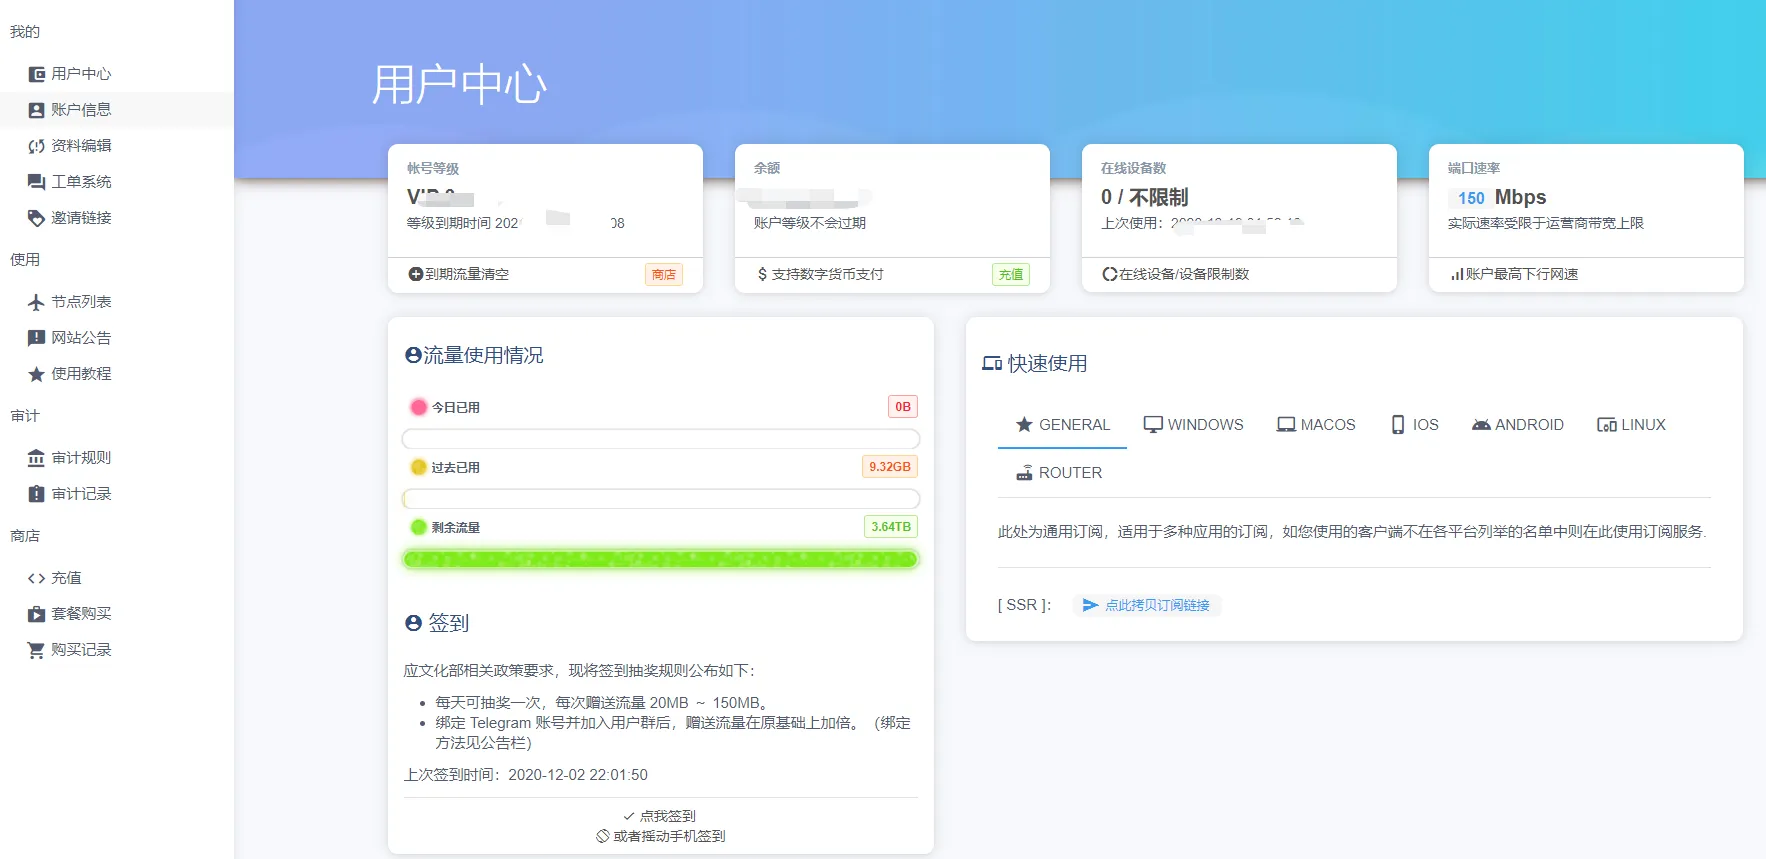 我的
用户中心
账户信息
资料编辑
工单系统
邀请链接
使用
节点列表
网站公告
使用教程
审计
审计规则
审计记录
商店
充值
套餐购买
购买记录
用户中心
帐号等级
等级到期时间 202 08
到期流量清空 商店
余额
账户等级不会过期
支持数字货币支付 充值
在线设备数
0 / 不限制
上次使用：
在线设备/设备限制数
端口速率
150 Mbps
实际速率受限于运营商带宽上限
账户最高下行网速
流量使用情况
今日已用 0B
过去已用 9.32GB
剩余流量 3.64TB
签到
应文化部相关政策要求，现将签到抽奖规则公布如下：
每天可抽奖一次，每次赠送流量 20MB ～ 150MB。
绑定 Telegram 账号并加入用户群后，赠送流量在原基础上加倍。（绑定
方法见公告栏）
上次签到时间：2020-12-02 22:01:50
点我签到
或者摇动手机签到
快速使用
GENERAL WINDOWS MACOS IOS ANDROID LINUX
ROUTER
此处为通用订阅，适用于多种应用的订阅，如您使用的客户端不在各平台列举的名单中则在此使用订阅服务.
[ SSR ]： 点此拷贝订阅链接